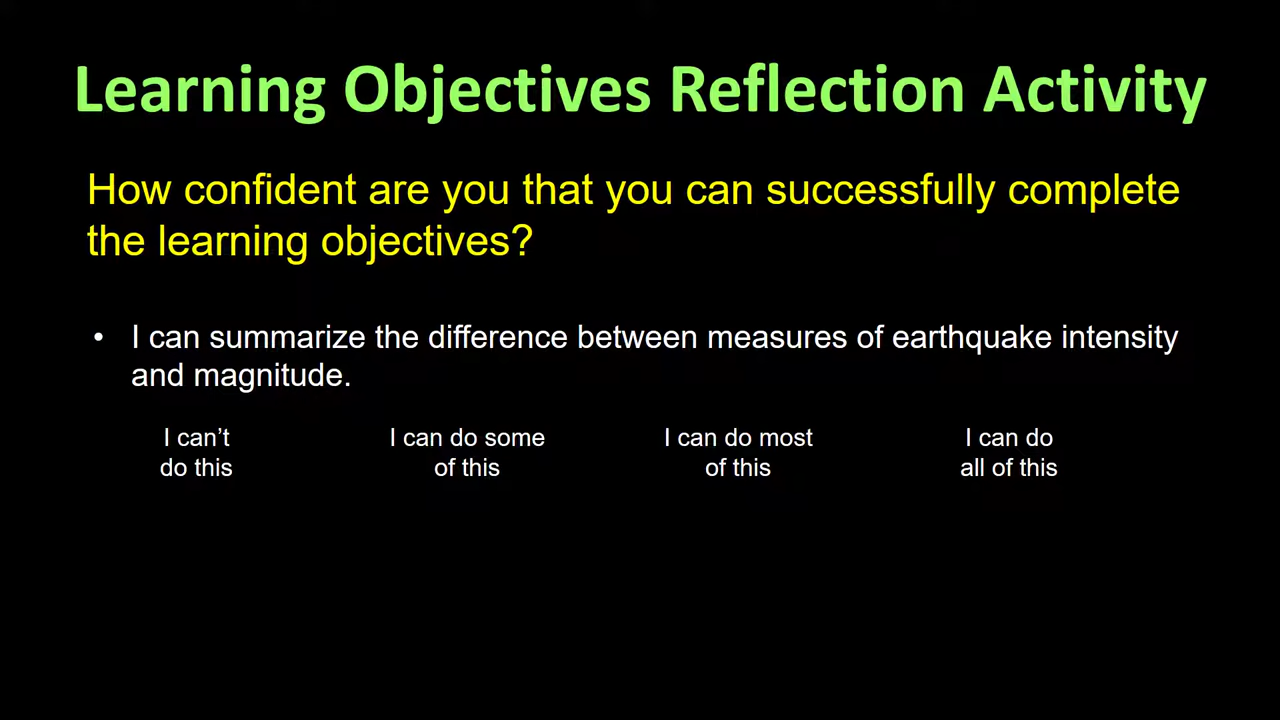 Learning Objectives Reflection Activity
How confident are you that you can successfully complete
the learning objectives?
• I can summarize the difference between measures of earthquake intensity
and magnitude.
I can’t
do this
I can do some
of this
I can do most
of this
I can do
all of this